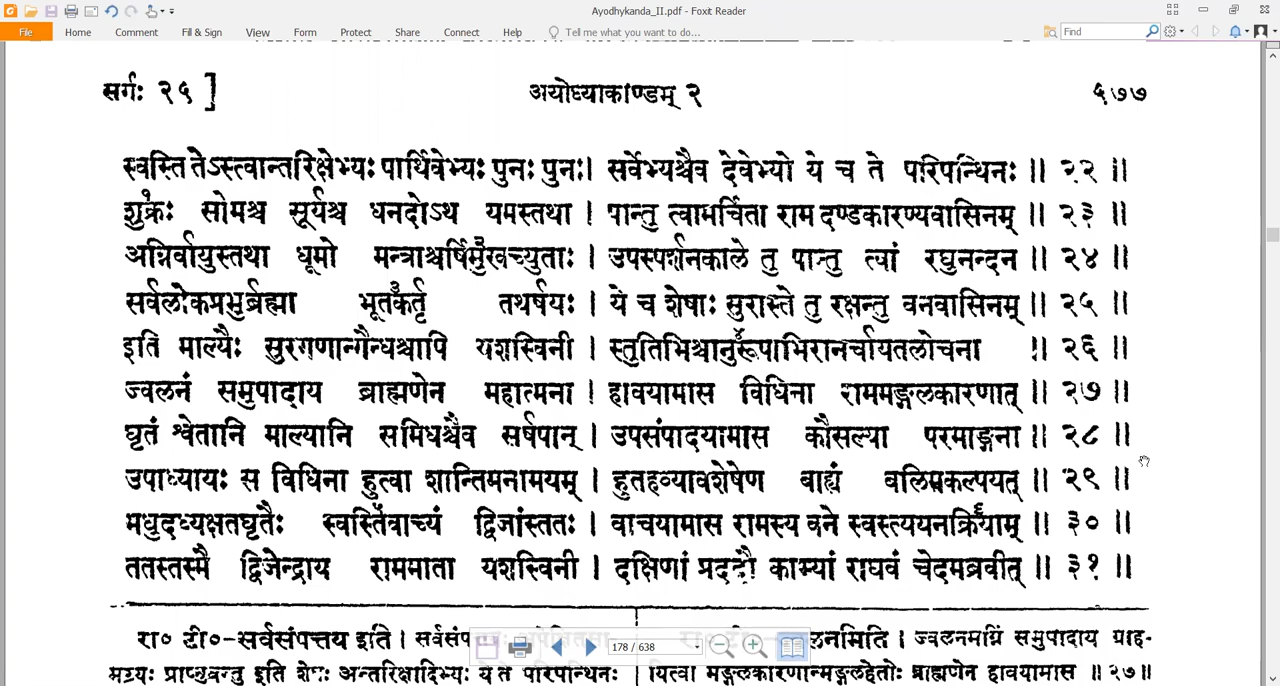 Ayodhykanda_II.pdf - Foxit Reader
File Home Comment Fill & Sign View Form Protect Share Connect Help Tell me what you want to do... Find
सर्गः २५ ] अयोध्याकाण्डम् २ ५७७
स्वस्ति तेऽस्त्वान्तरिक्षेभ्यः पार्थिवेभ्यः पुनः पुनः। सर्वेभ्यश्चैव देवेभ्यो ये च ते परिपन्थिनः ॥ २२ ॥
शुक्रः सोमश्च सूर्यश्च धनदोऽथ यमस्तथा । पान्तु त्वामर्चिता राम दण्डकारण्यवासिनम् ॥ २३ ॥
अग्निर्वायुस्तथा धूमो मन्त्राश्चर्षिमुखच्युताः । उपस्पर्शनकाले तु पान्तु त्वां रघुनन्दन ॥ २४ ॥
सर्वलोकप्रभुर्ब्रह्मा भूतकर्तृ तथर्षयः । ये च शेषाः सुरास्ते तु रक्षन्तु वनवासिनम् ॥ २५ ॥
इति माल्यैः सुरगणान्गन्धैश्चापि यशस्विनी । स्तुतिभिश्चानुरूपाभिरानर्चायतलोचना ॥ २६ ॥
ज्वलनं समुपादाय ब्राह्मणेन महात्मना । हावयामास विधिना राममङ्गलकारणात् ॥ २७ ॥
घृतं श्वेतानि माल्यानि समिधश्चैव सर्षपान् । उपसंपादयामास कौसल्या परमाङ्गना ॥ २८ ॥
उपाध्यायः स विधिना हुत्वा शान्तिमनामयम् । हुतहव्यावशेषेण बाह्यं बलिमकल्पयत् ॥ २९ ॥
मधुदध्यक्षतघृतैः स्वस्तिवाच्यं द्विजांस्ततः । वाचयामास रामस्य वने स्वस्त्ययनक्रियाम् ॥ ३० ॥
ततस्तस्मै द्विजेन्द्राय राममाता यशस्विनी । दक्षिणां प्रददौ काम्यां राघवं चेदमब्रवीत् ॥ ३१ ॥
रा० टी०-सर्वसंपत्तय इति । लनमिति । ज्वलनमग्निं समुपादाय ब्राह-
178 / 638
प्राप्नुवन्तु इति शेषः अन्तरिक्षादिभ्यः ये ते परिपन्थिनः यित्वा मङ्गलकारणान्मङ्गलहेतोः ब्राह्मणेन हावयामास ॥ २७ ॥